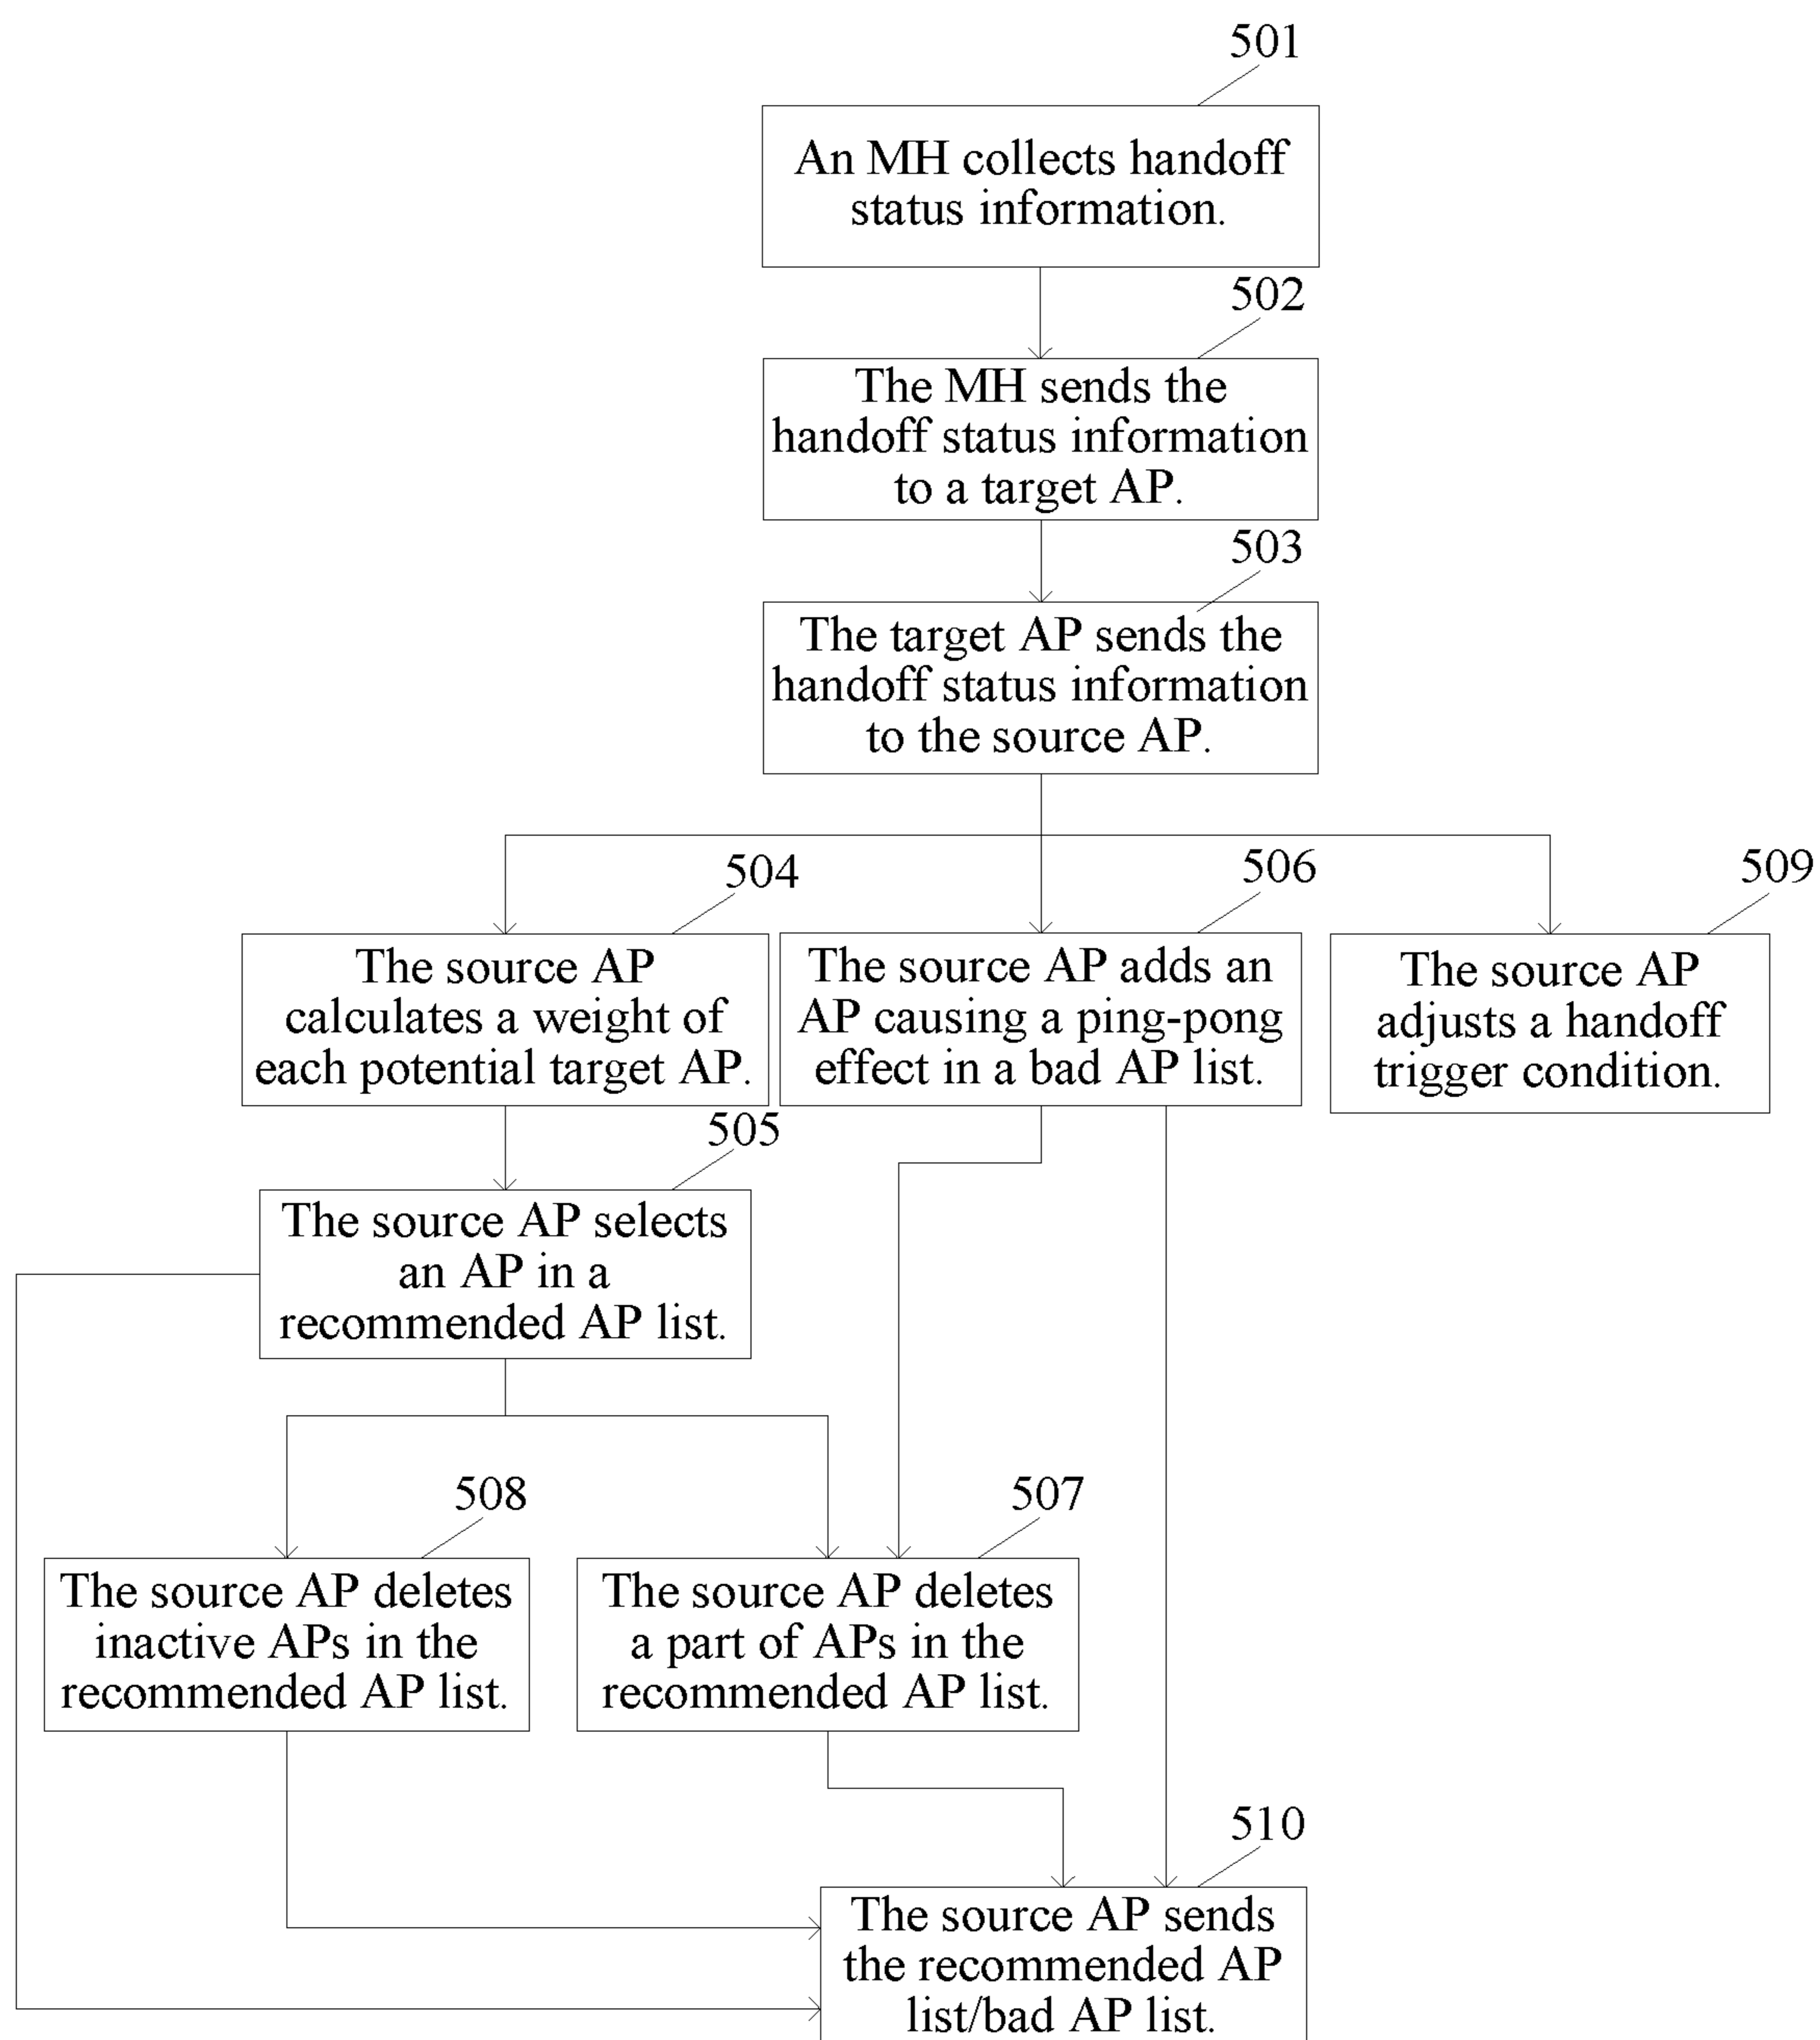 501
An MH collects handoff
status information.
502
The MH sends the
handoff status information
to a target AP.
503
The target AP sends the
handoff status information
to the source AP.
504
The source AP
calculates a weight of
each potential target AP.
506
The source AP adds an
AP causing a ping-pong
effect in a bad AP list.
509
The source AP
adjusts a handoff
trigger condition.
505
The source AP selects
an AP in a
recommended AP list.
508
The source AP deletes
inactive APs in the
recommended AP list.
507
The source AP deletes
a part of APs in the
recommended AP list.
510
The source AP sends
the recommended AP
list/bad AP list.